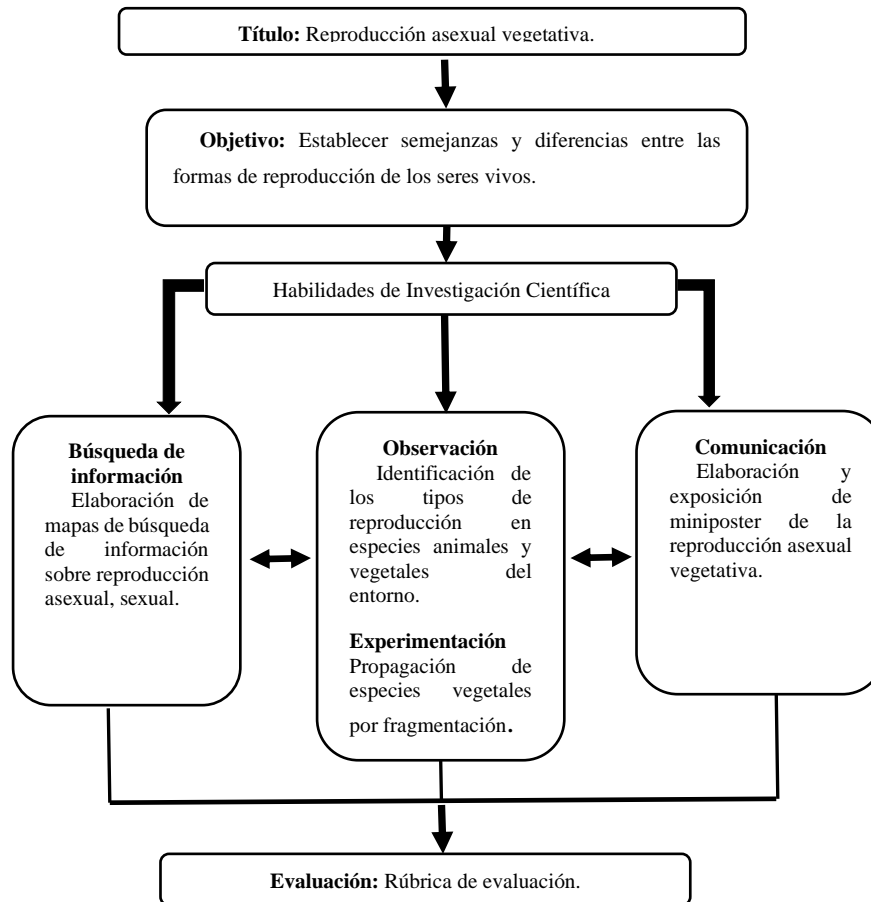 Título: Reproducción asexual vegetativa.
Objetivo: Establecer semejanzas y diferencias entre las
formas de reproducción de los seres vivos.
Habilidades de Investigación Científica
Búsqueda de
información
Elaboración de
mapas de búsqueda
de información
sobre reproducción
asexual, sexual.
Observación
Identificación de
los tipos de
reproducción en
especies animales y
vegetales del
entorno.
Experimentación
Propagación de
especies vegetales
por fragmentación.
Comunicación
Elaboración y
exposición de
miniposter de la
reproducción asexual
vegetativa.
Evaluación: Rúbrica de evaluación.